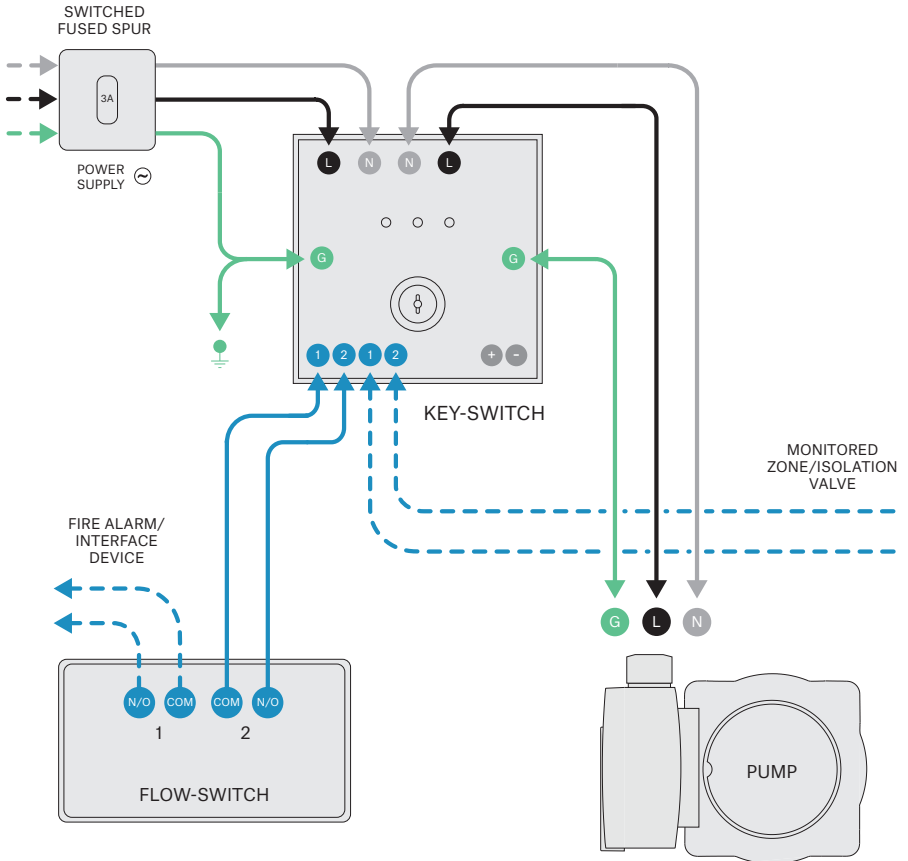 SWITCHED
FUSED SPUR
3A
POWER
SUPPLY
L N N L
G G
1 2 1 2 + -
KEY-SWITCH
MONITORED
ZONE/ISOLATION
VALVE
FIRE ALARM/
INTERFACE
DEVICE
G L N
N/O COM COM N/O
1 2
FLOW-SWITCH
PUMP